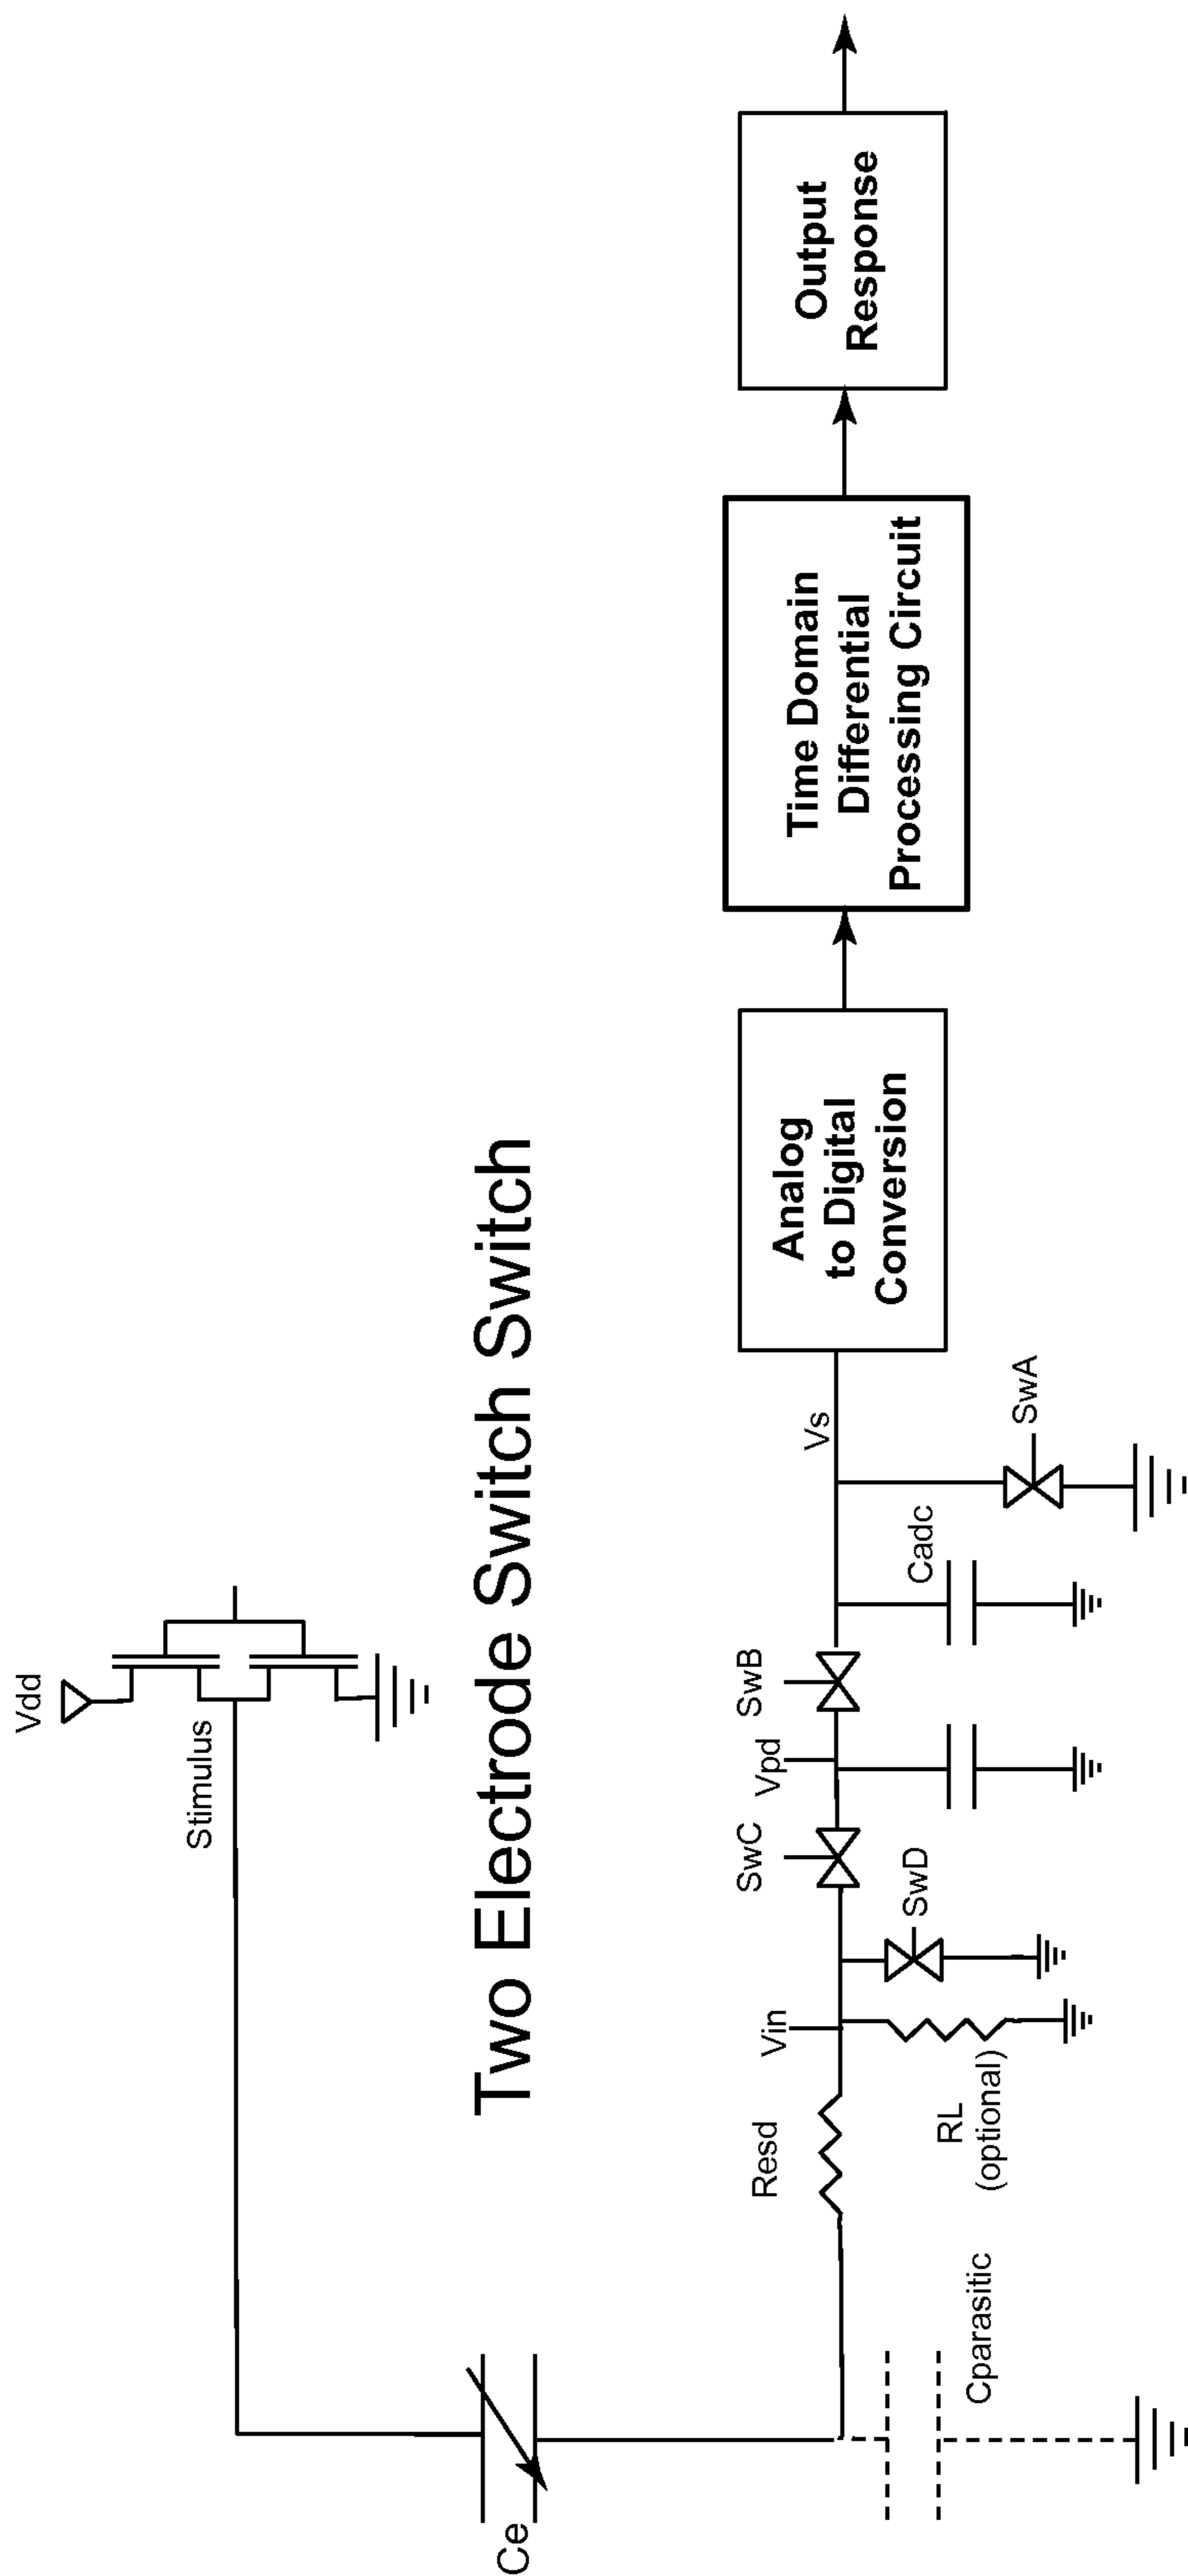 Vdd
Stimulus
Two Electrode Switch Switch
Ce
Cparasitic
Resd
Vin
RL
(optional)
SwD
SwC
Vpd
SwB
Cadc
Vs
SwA
Analog
to Digital
Conversion
Time Domain
Differential
Processing Circuit
Output
Response